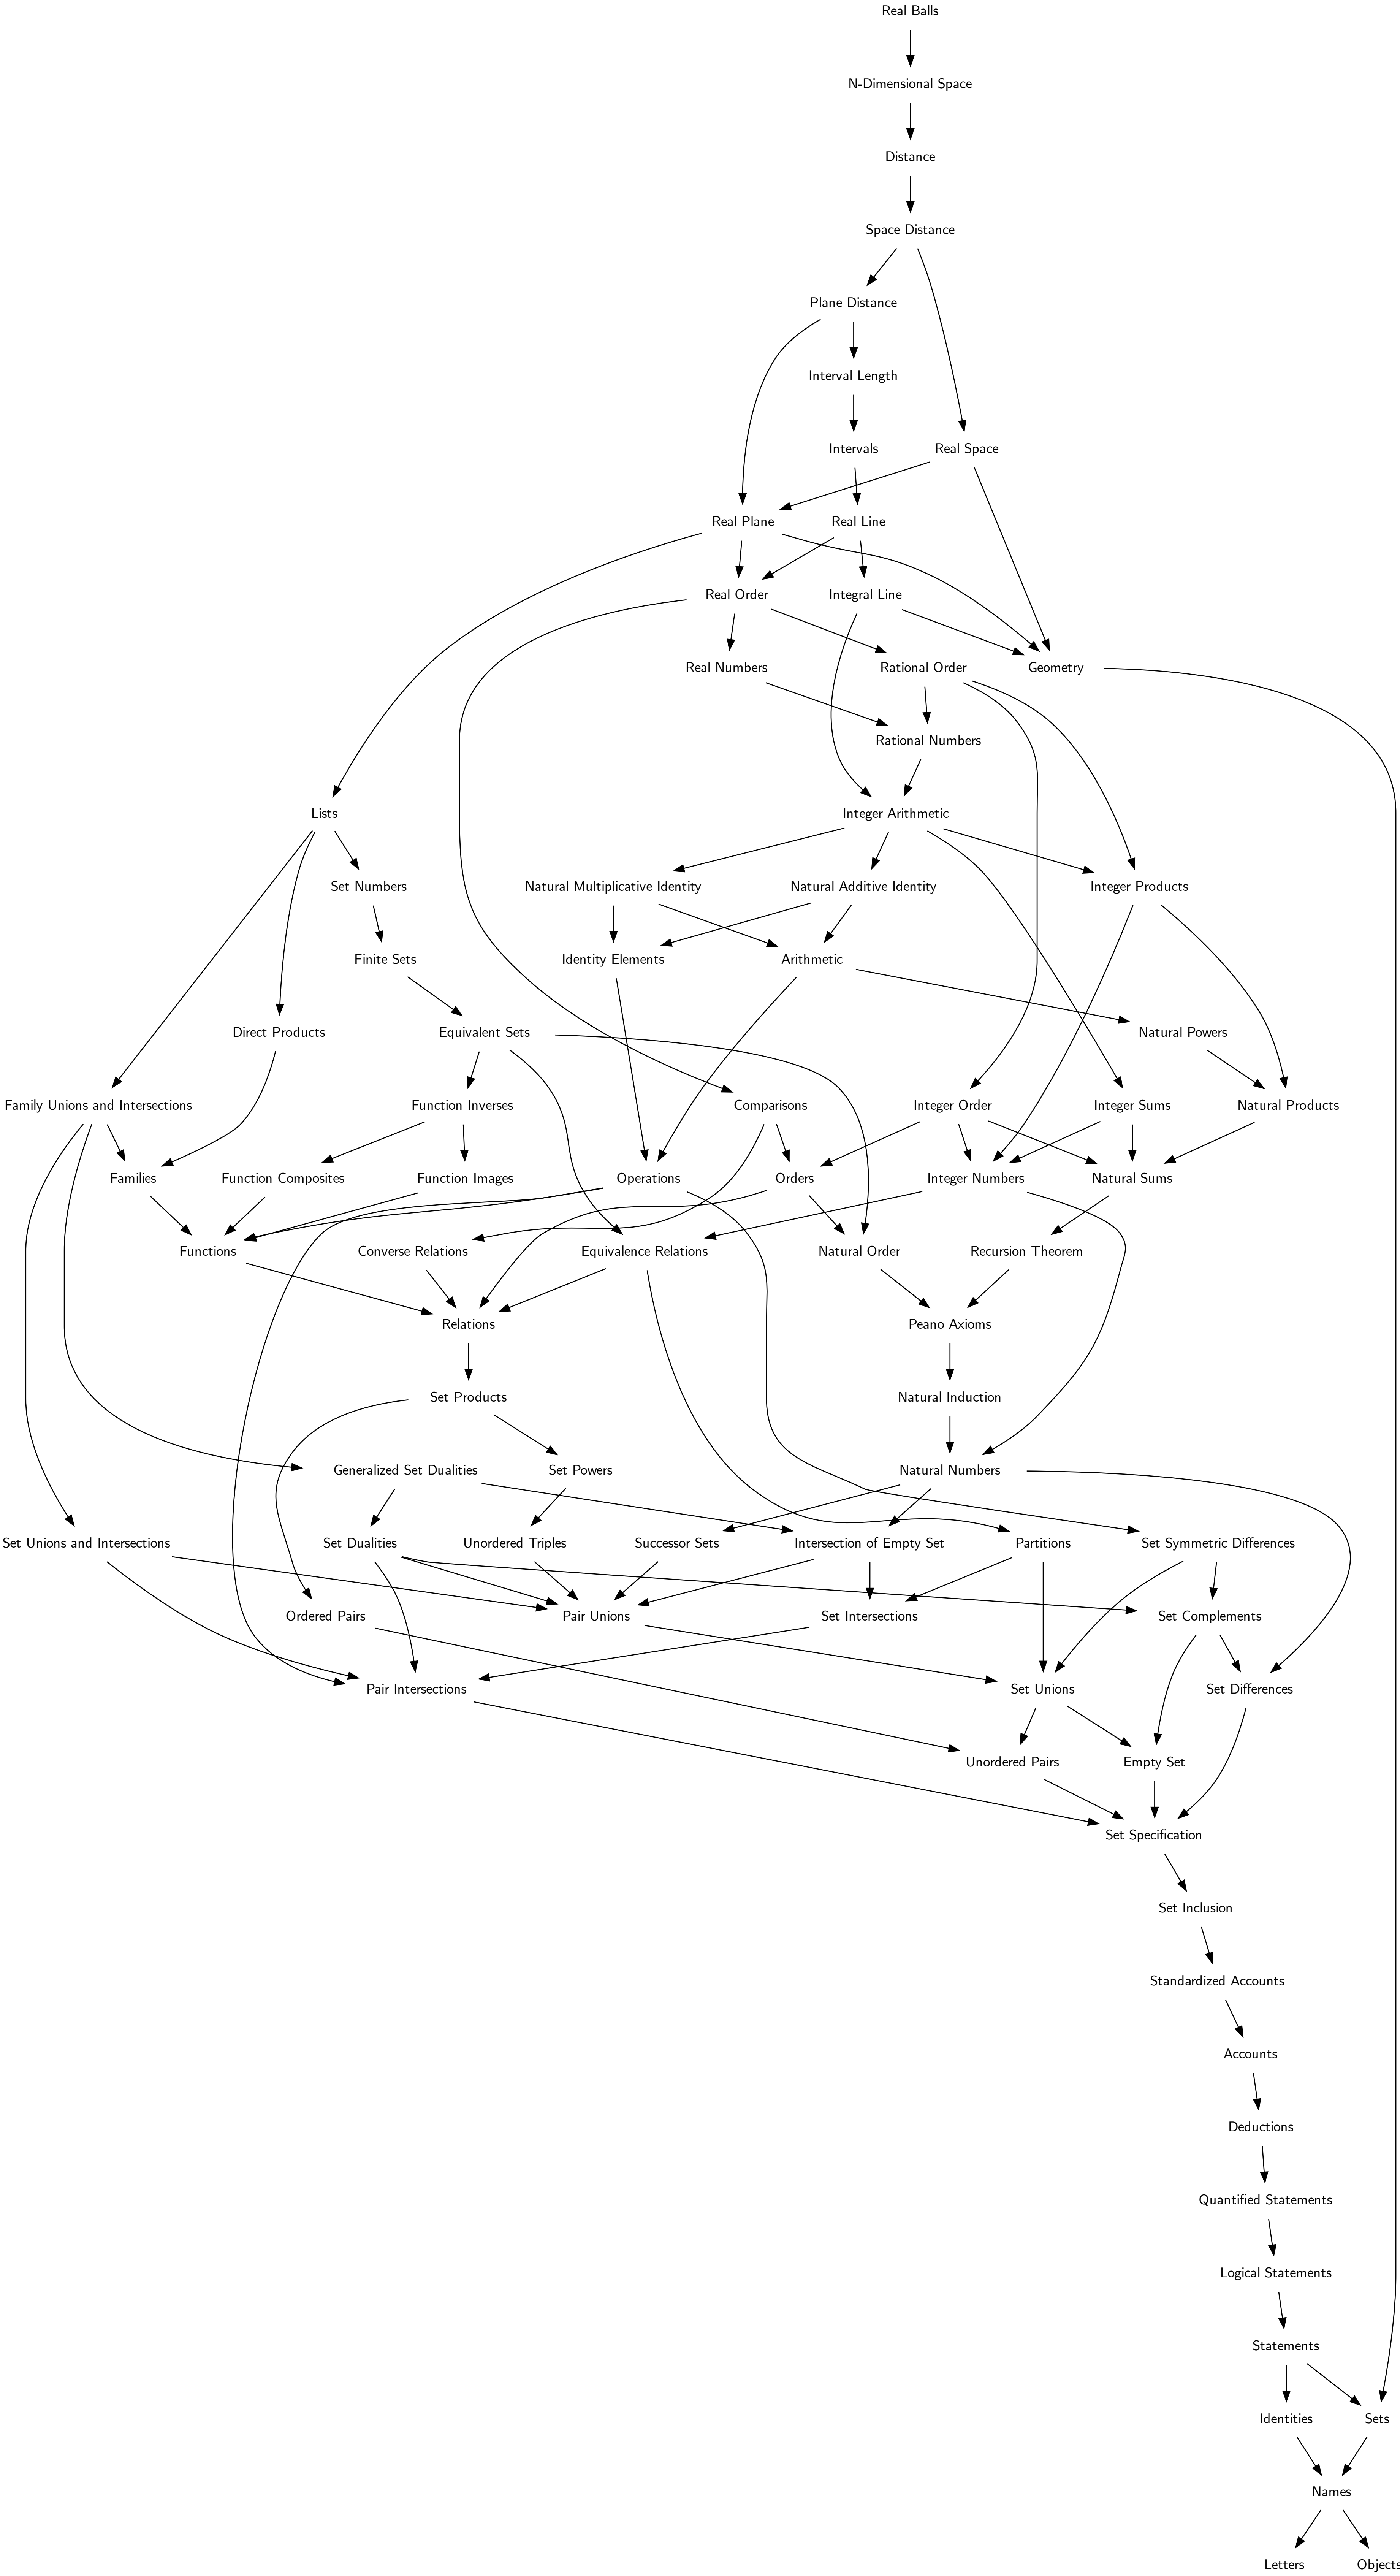 Real Balls
N-Dimensional Space
Distance
Space Distance
Plane Distance
Interval Length
Intervals
Real Space
Real Plane
Real Line
Real Order
Integral Line
Real Numbers
Rational Order
Geometry
Rational Numbers
Lists
Integer Arithmetic
Set Numbers
Natural Multiplicative Identity
Natural Additive Identity
Integer Products
Finite Sets
Identity Elements
Arithmetic
Direct Products
Equivalent Sets
Natural Powers
Family Unions and Intersections
Function Inverses
Comparisons
Integer Order
Integer Sums
Natural Products
Families
Function Composites
Function Images
Operations
Orders
Integer Numbers
Natural Sums
Functions
Converse Relations
Equivalence Relations
Natural Order
Recursion Theorem
Relations
Peano Axioms
Set Products
Natural Induction
Generalized Set Dualities
Set Powers
Natural Numbers
Set Unions and Intersections
Set Dualities
Unordered Triples
Successor Sets
Intersection of Empty Set
Partitions
Set Symmetric Differences
Ordered Pairs
Pair Unions
Set Intersections
Set Complements
Pair Intersections
Set Unions
Set Differences
Unordered Pairs
Empty Set
Set Specification
Set Inclusion
Standardized Accounts
Accounts
Deductions
Quantified Statements
Logical Statements
Statements
Identities
Sets
Names
Letters
Objects